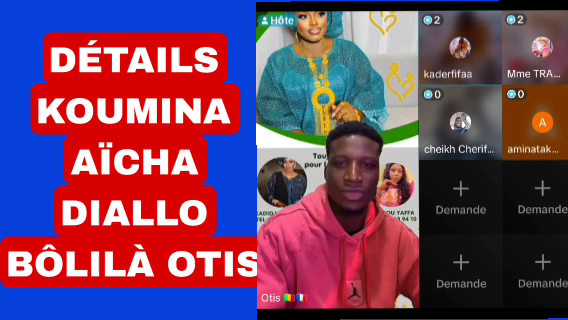 DÉTAILS
KOUMINA
AÏCHA
DIALLO
BÔLILÀ OTIS
Hôte
2
kaderfifaa
2
Mme TRA...
0
cheikh Cherif...
0
A
aminatak...
Demande
Demande
Demande
Demande
Otis